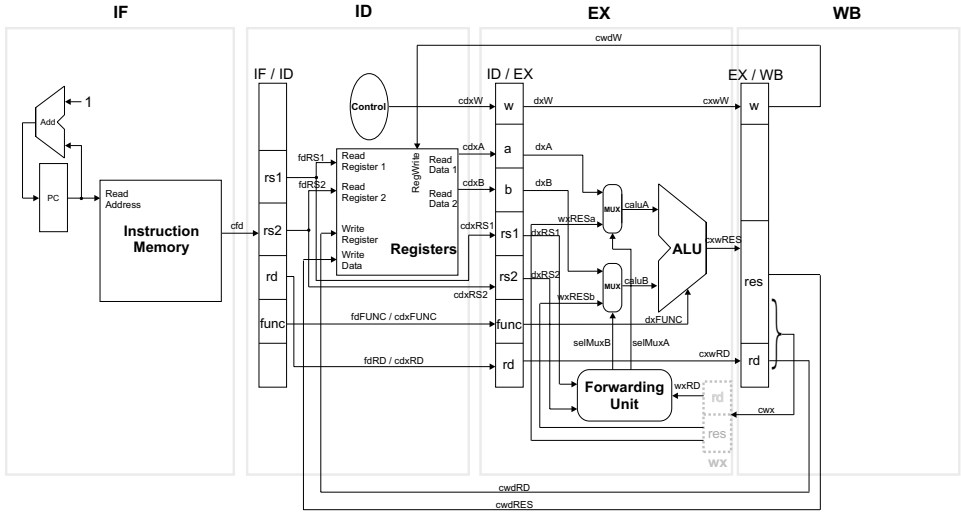 IF
ID
EX
WB
cwdW
IF / ID
ID / EX
EX / WB
1
Add
Control
cdxW
w
dxW
cxwW
w
fdRS1
Read
Register 1
RegWrite
Read
Data 1
cdxA
a
dxA
rs1
fdRS2
Read
Register 2
Read
Data 2
cdxB
b
dxB
PC
Read
Address
Instruction
Memory
cfd
rs2
Write
Register
Write
Data
Registers
cdxRS1
rs1
dxRS1
wxRESa
MUX
caluA
ALU
cxwRES
rd
cdxRS2
rs2
dxRS2
wxRESb
MUX
caluB
res
func
fdFUNC / cdxFUNC
func
dxFUNC
selMuxB
selMuxA
fdRD / cdxRD
rd
cxwRD
rd
Forwarding
Unit
wxRD
rd
cwx
res
wx
cwdRD
cwdRES